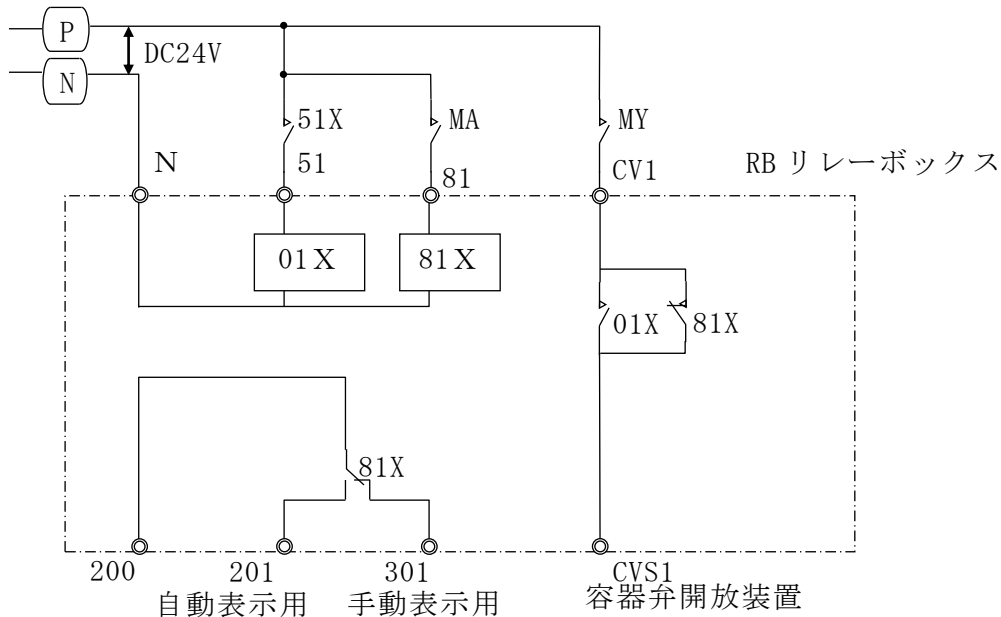 P
DC24V
N
51X
MA
MY
N
51
81
CV1
RBリレーボックス
01X
81X
01X
81X
81X
200
201
301
CVS1
自動表示用
手動表示用
容器弁開放装置